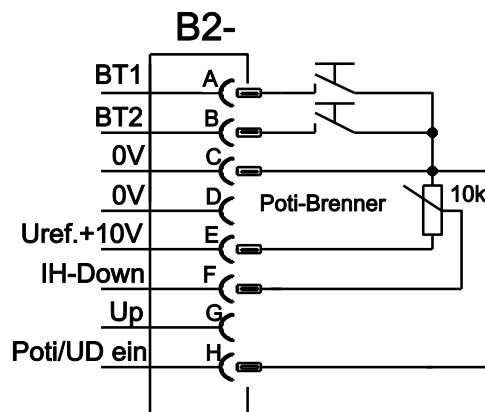 B2-
BT1 A
BT2 B
0V C
0V D
Poti-Brenner 10k
Uref.+10V E
IH-Down F
Up G
Poti/UD ein H